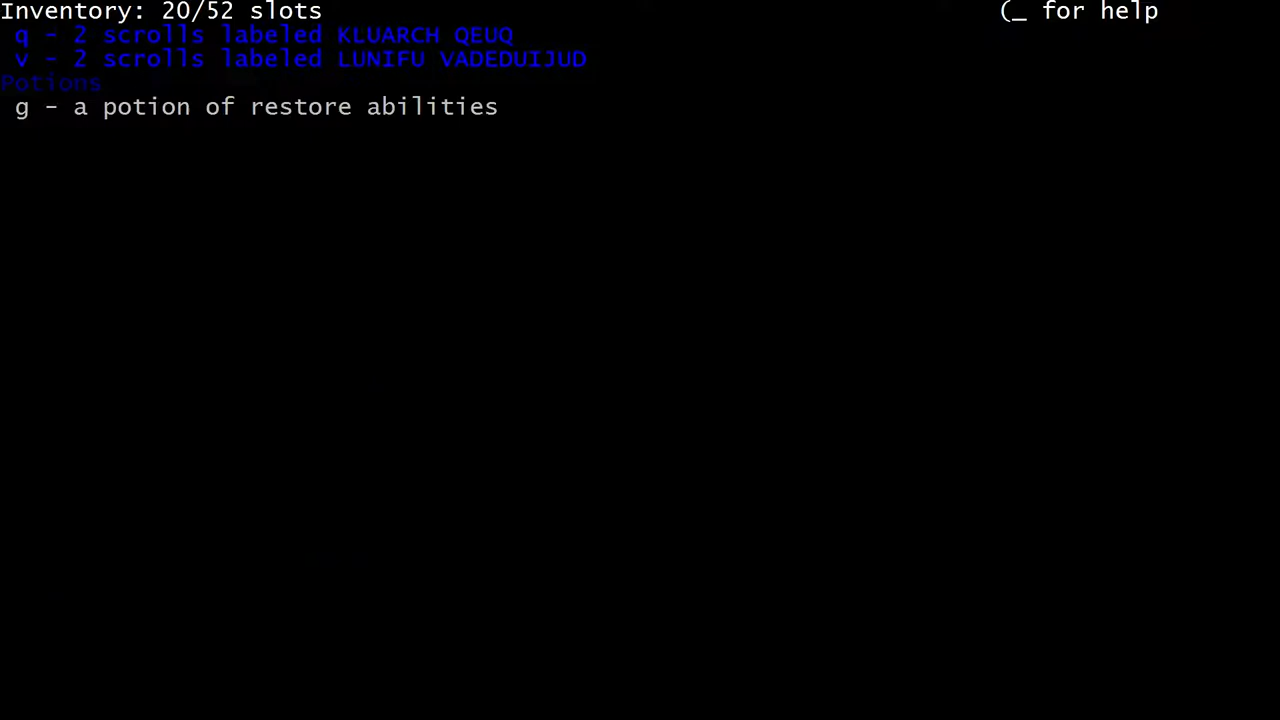 Inventory: 20/52 slots (_ for help
q - 2 scrolls labeled KLUARCH QEUQ
v - 2 scrolls labeled LUNIFU VADEDUIJUD
Potions
g - a potion of restore abilities